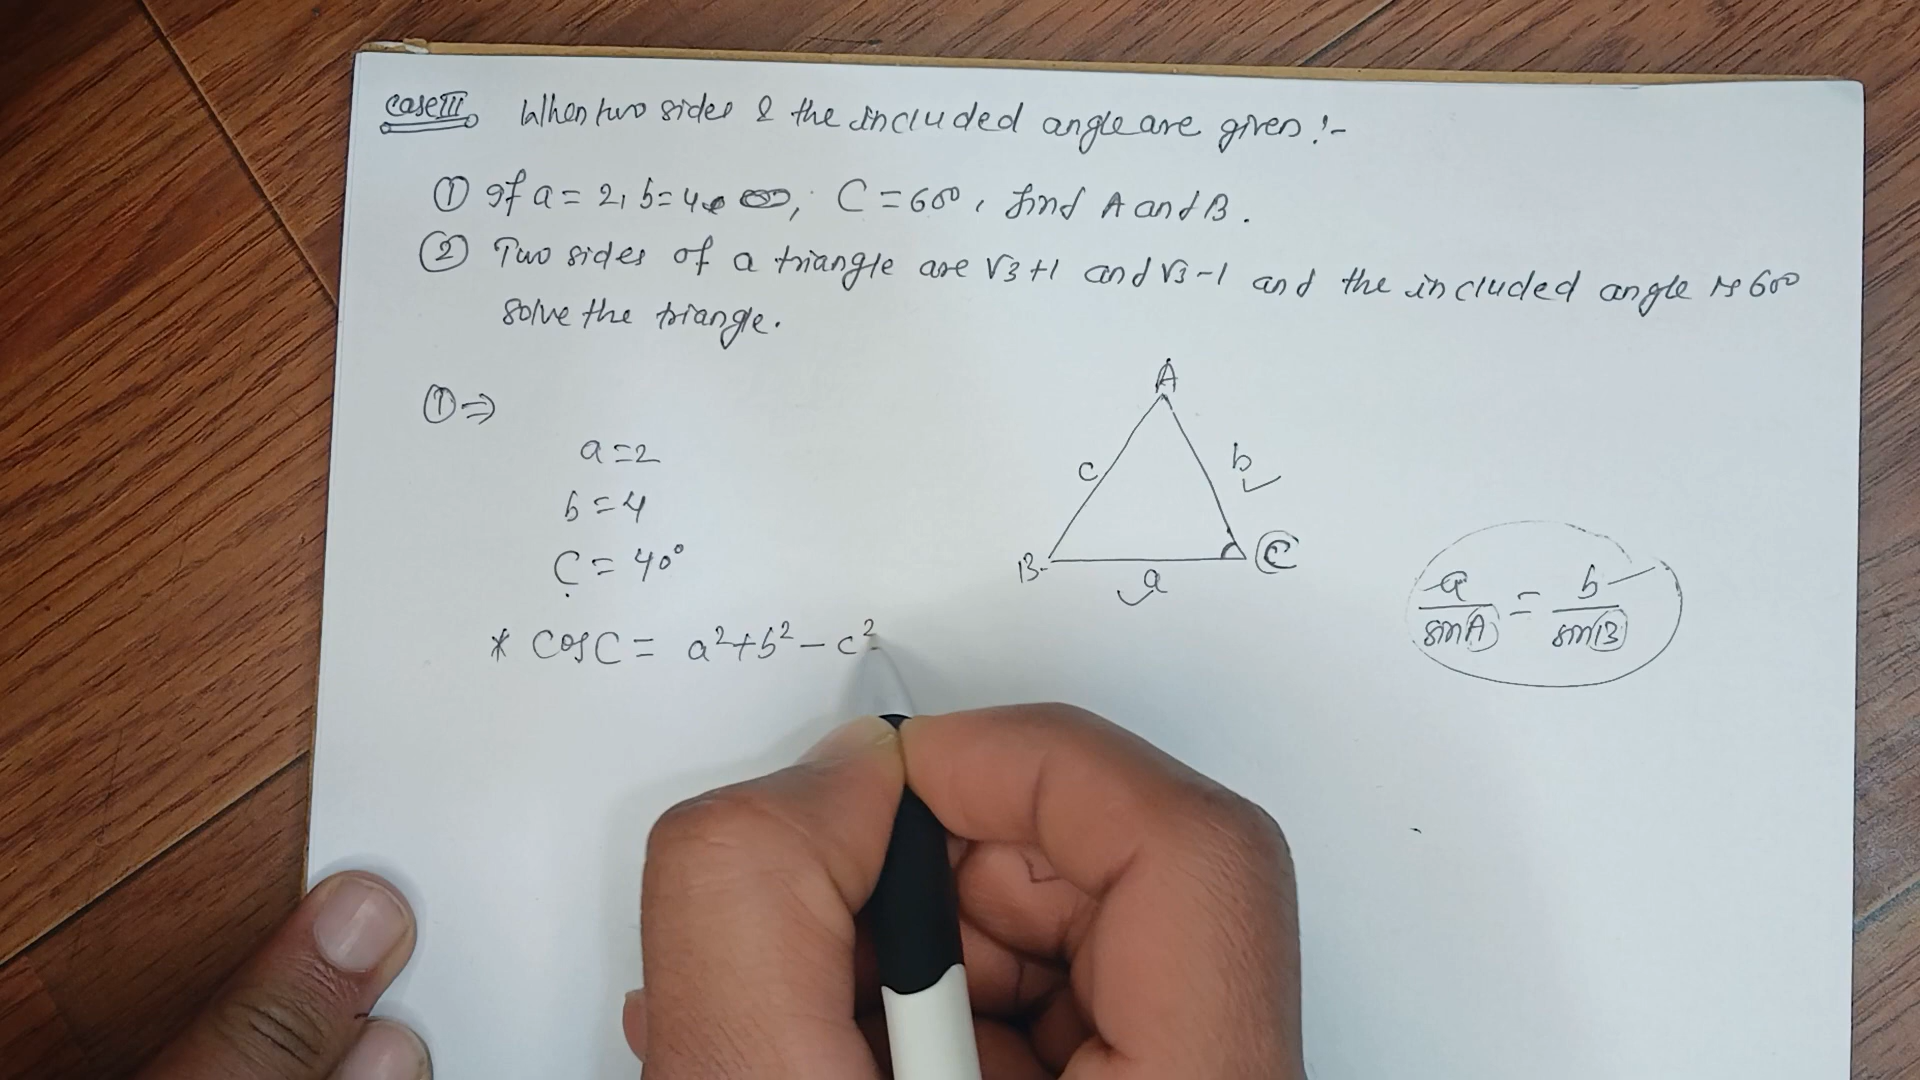 Case III When two sides & the included angle are given :-
① If a = 2, b = 4, C = 60°, find A and B.
② Two sides of a triangle are √3+1 and √3-1 and the included angle is 60°
solve the triangle.
①⇒
a = 2
b = 4
C = 40°
* cos C = a²+b²-c²
A
c
b
B
a
C
a/sin A = b/sin B